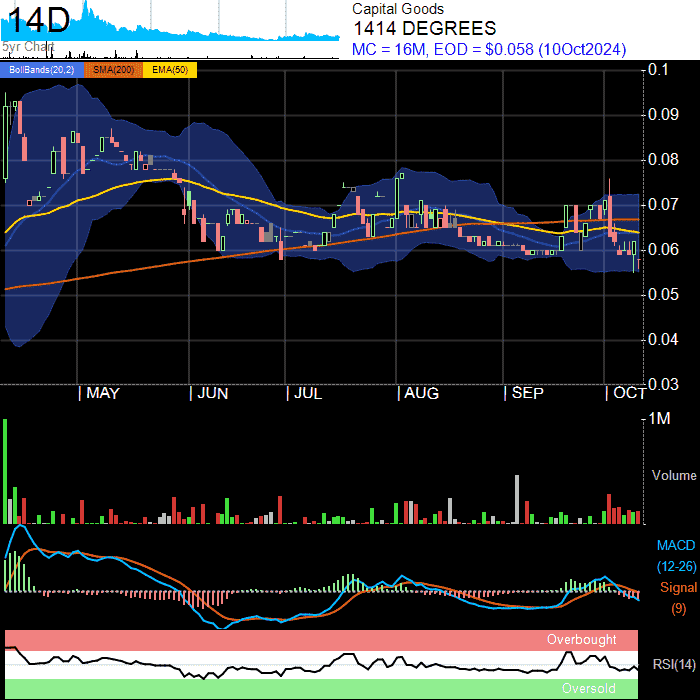 14D
5yr Chart
Capital Goods
1414 DEGREES
MC = 16M, EOD = $0.058 (10Oct2024)
BollBands(20,2) SMA(200) EMA(50)
0.1
0.09
0.08
0.07
0.06
0.05
0.04
0.03
| MAY | JUN | JUL | AUG | SEP | OCT
1M
Volume
MACD
(12-26)
Signal
(9)
Overbought
RSI(14)
Oversold